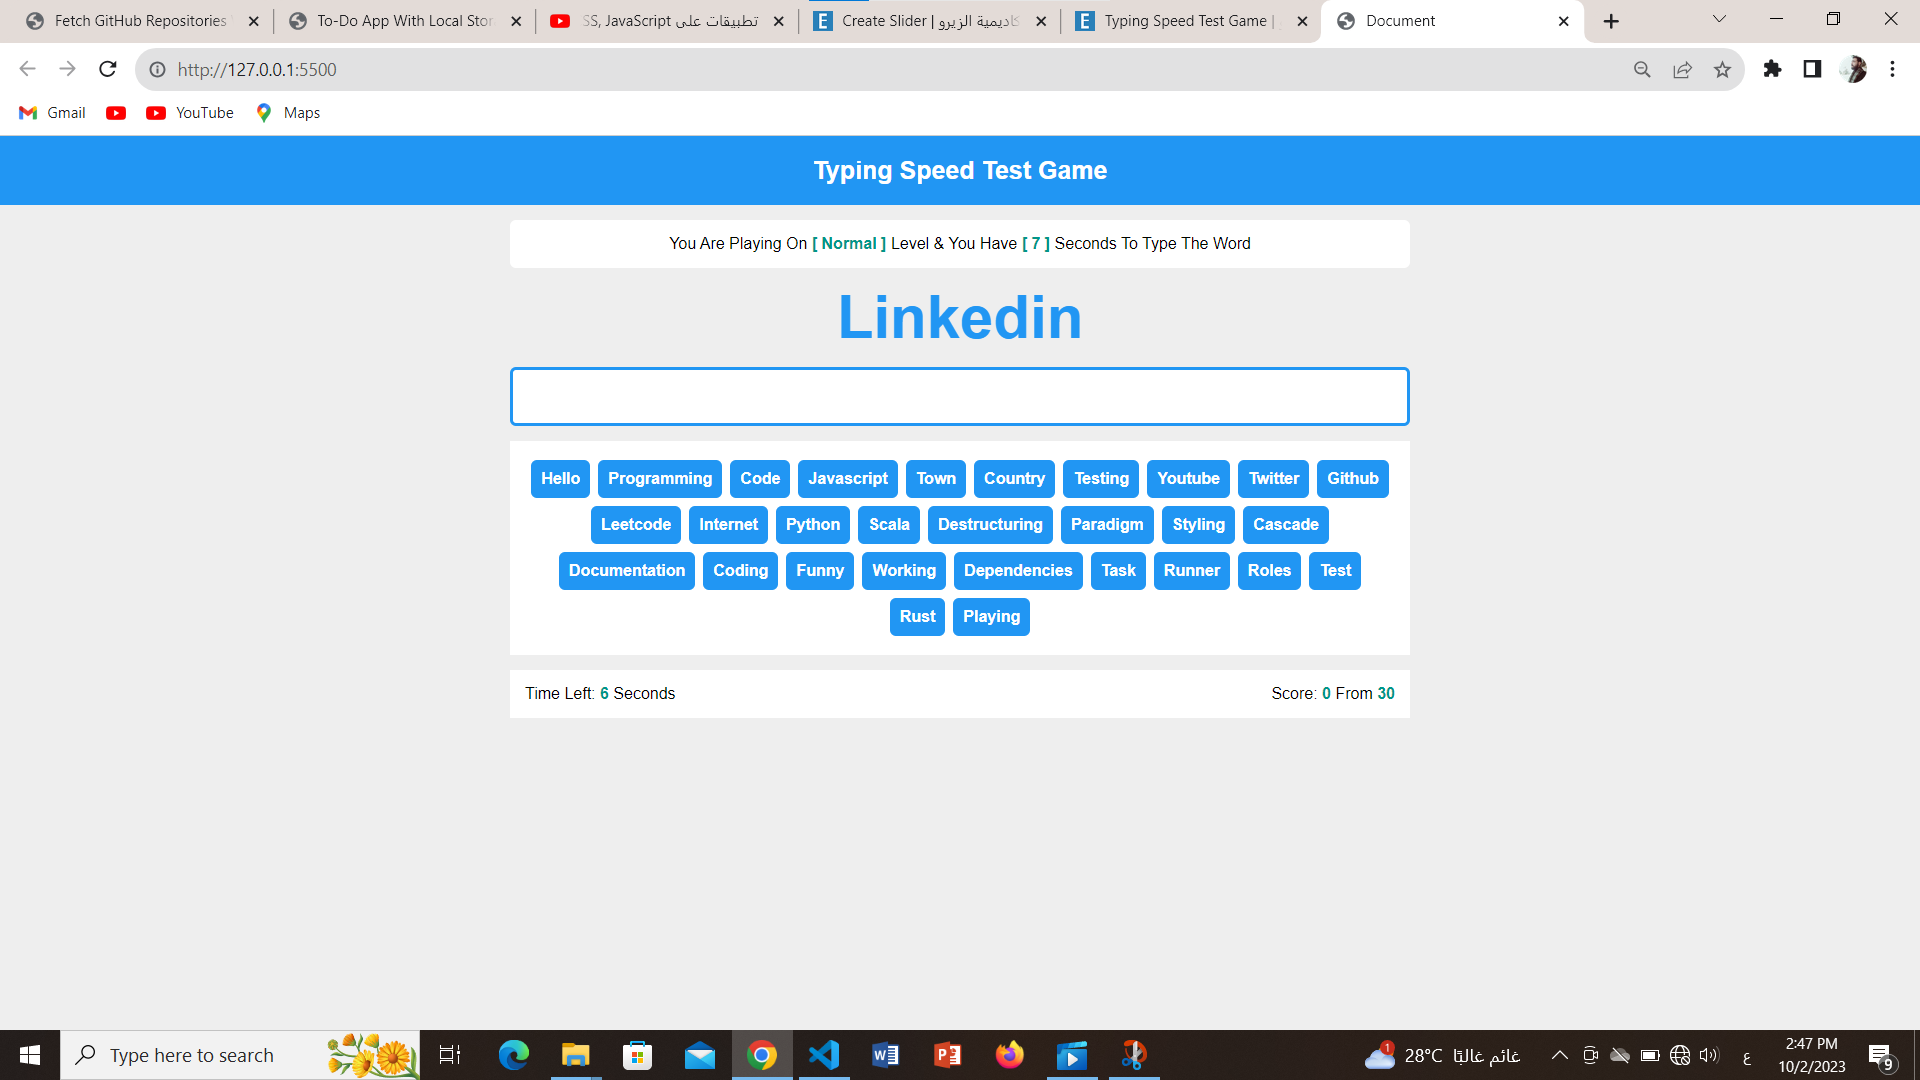 Fetch GitHub Repositories
To-Do App With Local Stor
SS, JavaScript تطبيقات على
Create Slider | أكاديمية الزيرو
Typing Speed Test Game |
Document
http://127.0.0.1:5500
Gmail
YouTube
Maps
Typing Speed Test Game
You Are Playing On [ Normal ] Level & You Have [ 7 ] Seconds To Type The Word
Linkedin
Hello Programming Code Javascript Town Country Testing Youtube Twitter Github
Leetcode Internet Python Scala Destructuring Paradigm Styling Cascade
Documentation Coding Funny Working Dependencies Task Runner Roles Test
Rust Playing
Time Left: 6 Seconds
Score: 0 From 30
Type here to search
1
28°C غائم غالبًا
ع
2:47 PM
10/2/2023
9